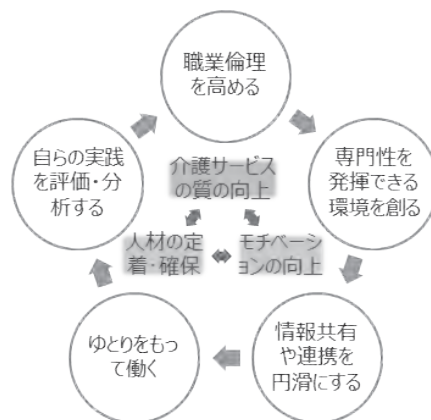 職業倫理
を高める
専門性を
発揮できる
環境を創る
情報共有
や連携を
円滑にする
ゆとりをもっ
て働く
自らの実践
を評価・分
析する
介護サービス
の質の向上
人材の定
着・確保
モチベーシ
ョンの向上